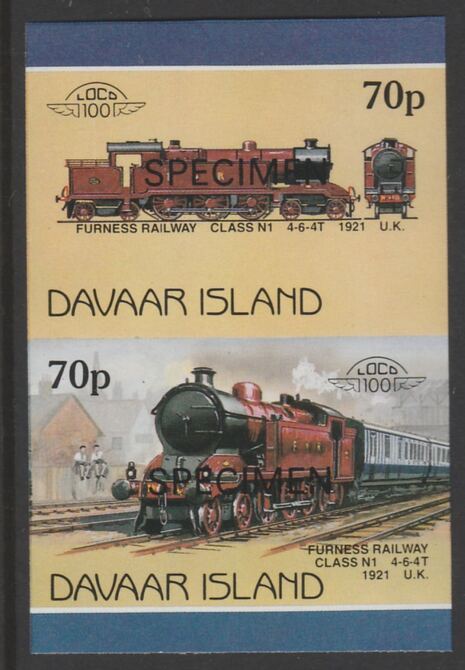 LOCO
100
70p
SPECIMEN
FURNESS RAILWAY CLASS N1 4-6-4T 1921 U.K.
DAVAAR ISLAND
70p
LOCO
100
SPECIMEN
FURNESS RAILWAY
CLASS N1 4-6-4T
1921 U.K.
DAVAAR ISLAND